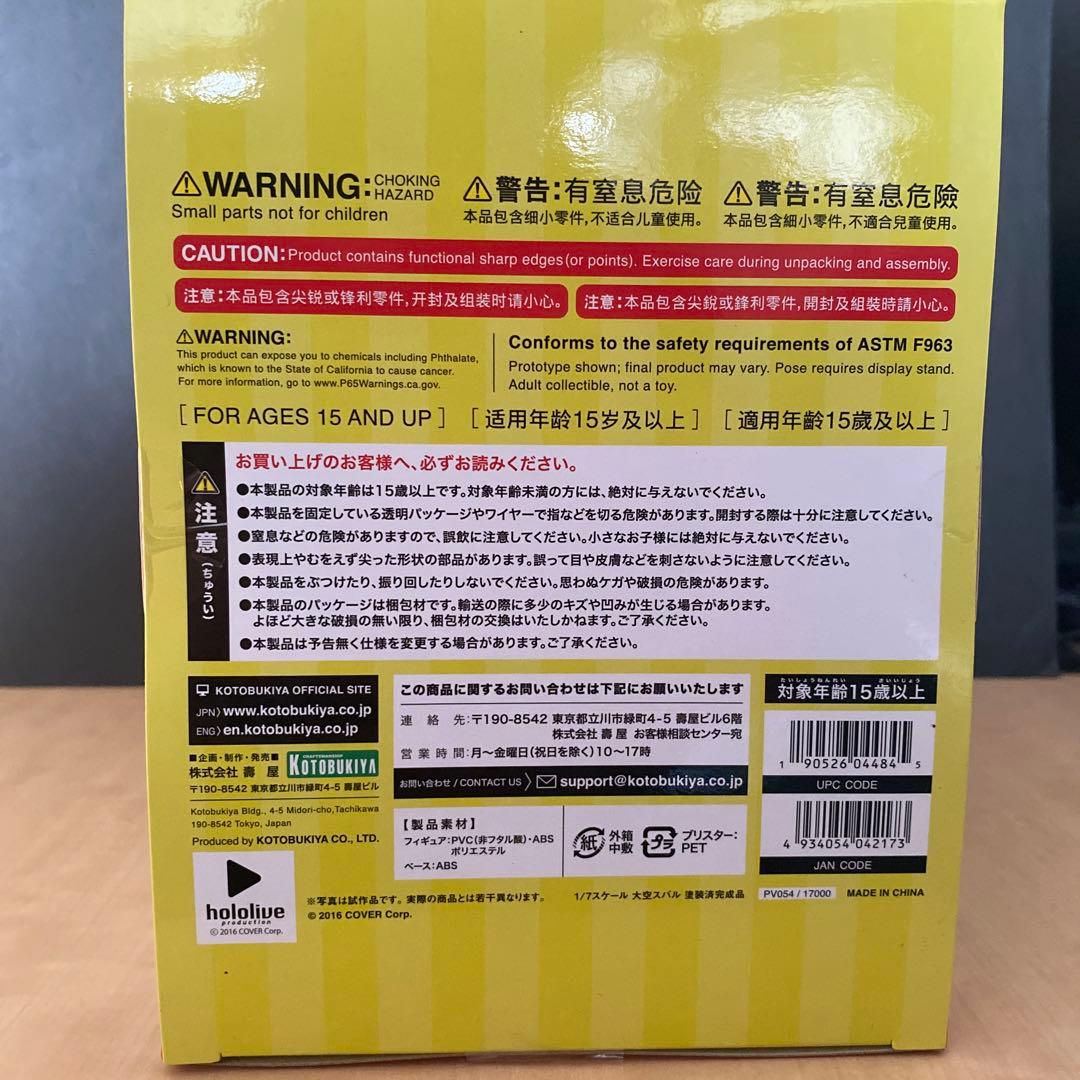 ⚠WARNING: CHOKING HAZARD
Small parts not for children
⚠警告:有窒息危险
本品包含细小零件,不适合儿童使用。
⚠警告:有窒息危險
本品包含細小零件,不適合兒童使用。
CAUTION:Product contains functional sharp edges(or points). Exercise care during unpacking and assembly.
注意:本品包含尖锐或锋利零件,开封及组装时请小心。
注意:本品包含尖銳或鋒利零件,開封及組裝時請小心。
⚠WARNING:
This product can expose you to chemicals including Phthalate,
which is known to the State of California to cause cancer.
For more information, go to www.P65Warnings.ca.gov.
Conforms to the safety requirements of ASTM F963
Prototype shown; final product may vary. Pose requires display stand.
Adult collectible, not a toy.
[FOR AGES 15 AND UP]
[适用年龄15岁及以上]
[適用年齡15歲及以上]
⚠注意(ちゅうい)
お買い上げのお客様へ、必ずお読みください。
●本製品の対象年齢は15歳以上です。対象年齢未満の方には、絶対に与えないでください。
●本製品を固定している透明パッケージやワイヤーで指などを切る危険があります。開封する際は十分に注意してください。
●窒息などの危険がありますので、誤飲に注意してください。小さなお子様には絶対に与えないでください。
●表現上やむをえず尖った形状の部品があります。誤って目や皮膚などを刺さないように注意してください。
●本製品をぶつけたり、振り回したりしないでください。思わぬケガや破損の危険があります。
●本製品のパッケージは梱包材です。輸送の際に多少のキズや凹みが生じる場合があります。
よほど大きな破損の無い限り、梱包材の交換はいたしかねます。ご了承ください。
●本製品は予告無く仕様を変更する場合があります。ご了承ください。
KOTOBUKIYA OFFICIAL SITE
JPN〉www.kotobukiya.co.jp
ENG〉en.kotobukiya.co.jp
■企画・制作・発売■
株式会社 壽 屋
CRAFTSMANSHIP
KOTOBUKIYA
〒190-8542 東京都立川市緑町4-5 壽屋ビル
Kotobukiya Bldg., 4-5 Midori-cho,Tachikawa
190-8542 Tokyo, Japan
Produced by KOTOBUKIYA CO., LTD.
この商品に関するお問い合わせは下記にお願いいたします
連 絡 先:〒190-8542 東京都立川市緑町4-5 壽屋ビル6階
株式会社 壽 屋 お客様相談センター宛
営業時間:月〜金曜日(祝日を除く)10〜17時
お問い合わせ / CONTACT US 〉support@kotobukiya.co.jp
【製品素材】
フィギュア:PVC(非フタル酸)・ABS
ポリエステル
ベース:ABS
紙
外箱
中敷
プラ
ブリスター:
PET
たいしょうねんれい さいいじょう
対象年齢15歳以上
1 90526 04484 5
UPC CODE
4 934054 042173
JAN CODE
hololive
production
© 2016 COVER Corp.
※写真は試作品です。実際の商品とは若干異なります。
© 2016 COVER Corp.
1/7スケール 大空スバル 塗装済完成品
PV054 / 17000
MADE IN CHINA